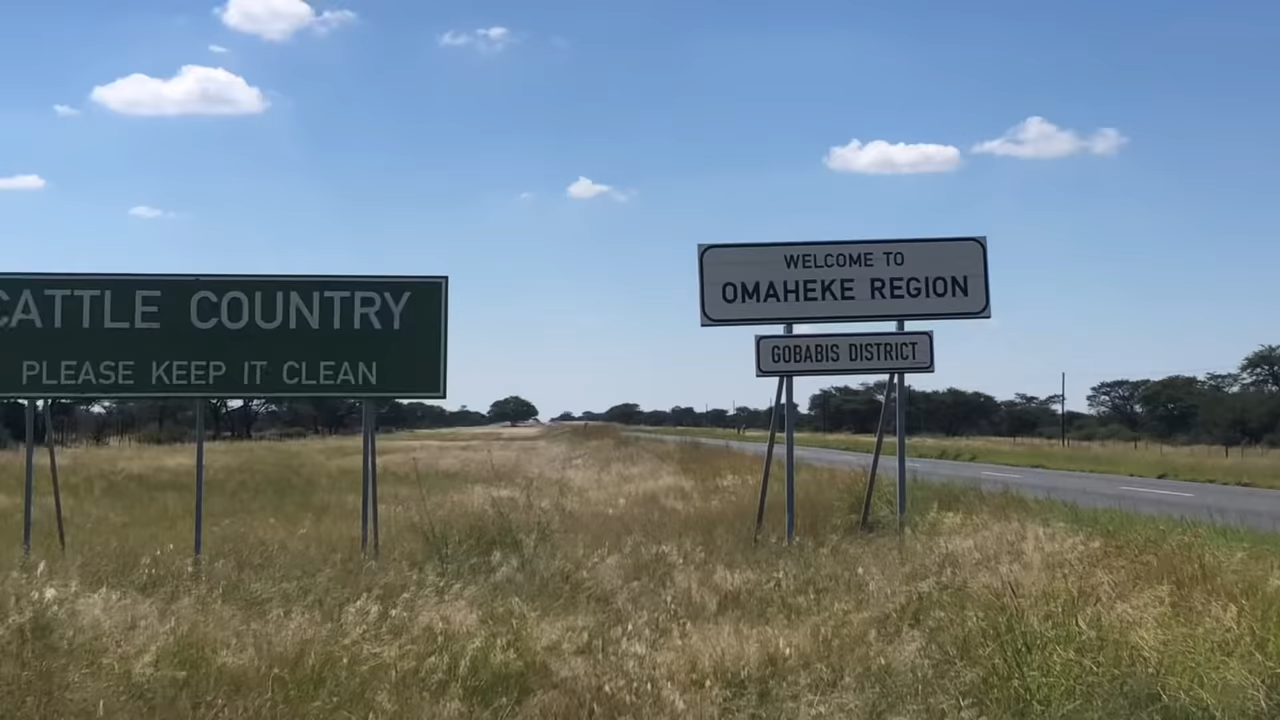 CATTLE COUNTRY
PLEASE KEEP IT CLEAN
WELCOME TO
OMAHEKE REGION
GOBABIS DISTRICT